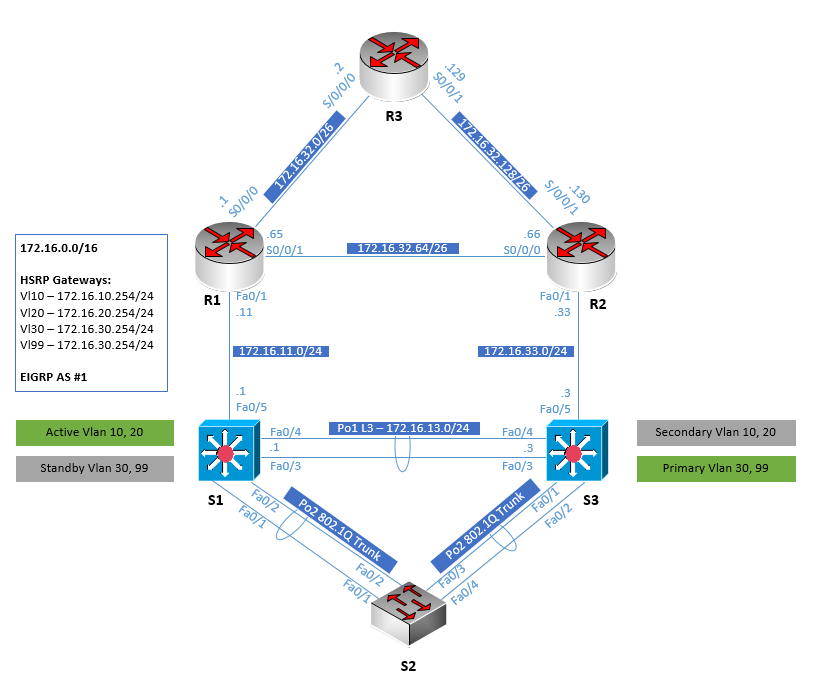 R3
.2
S/0/0/0
.129
S0/0/1
172.16.32.0/26
172.16.32.128/26
.1
S0/0/0
.130
S/0/0/1
.65
S0/0/1
172.16.32.64/26
.66
S0/0/0
R1
R2
172.16.0.0/16
HSRP Gateways:
Vl10 – 172.16.10.254/24
Vl20 – 172.16.20.254/24
Vl30 – 172.16.30.254/24
Vl99 – 172.16.30.254/24
EIGRP AS #1
Fa0/1
.11
Fa0/1
.33
172.16.11.0/24
172.16.33.0/24
.1
Fa0/5
.3
Fa0/5
Active Vlan 10, 20
Standby Vlan 30, 99
Fa0/4
.1
Fa0/3
Po1 L3 – 172.16.13.0/24
Fa0/4
.3
Fa0/3
Secondary Vlan 10, 20
Primary Vlan 30, 99
S1
S3
Fa0/2
Fa0/1
Po2 802.1Q Trunk
Fa0/2
Fa0/1
Po2 802.1Q Trunk
Fa0/1
Fa0/2
Fa0/3
Fa0/4
S2